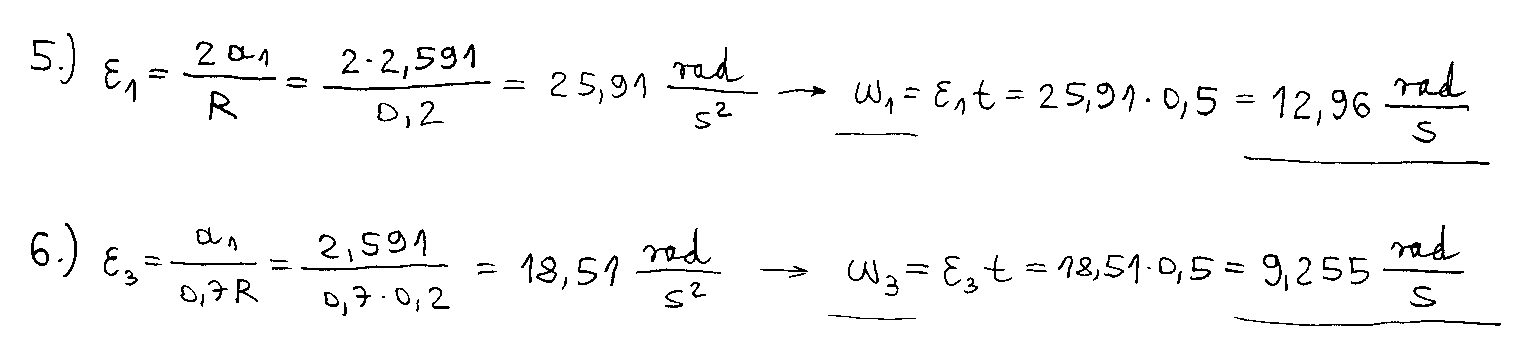 5.) ε₁ = 2a₁/R = 2·2,591/0,2 = 25,91 rad/s² → ω₁ = ε₁t = 25,91·0,5 = 12,96 rad/s
6.) ε₃ = a₁/0,7R = 2,591/0,7·0,2 = 18,51 rad/s² → ω₃ = ε₃t = 18,51·0,5 = 9,255 rad/s